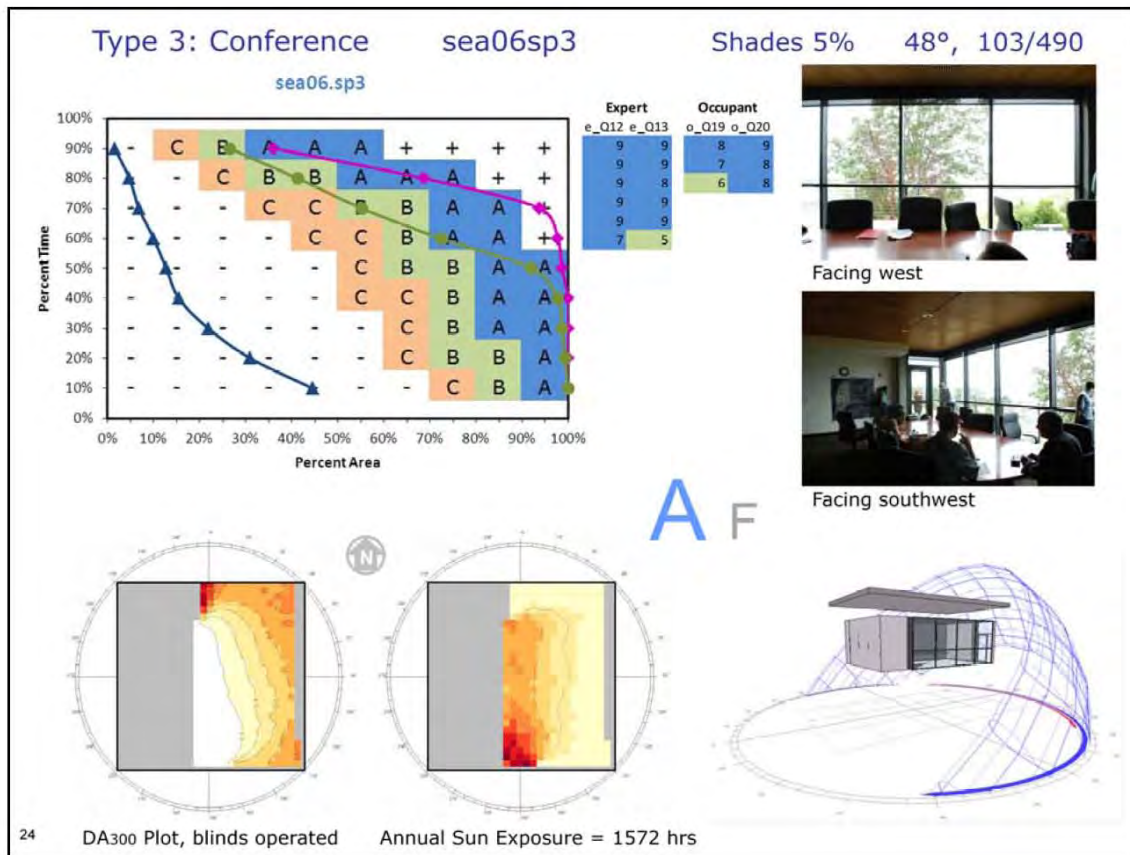 Type 3: Conference sea06sp3 Shades 5% 48°, 103/490
sea06.sp3
Percent Time
100%
90% - C B A A A + + + +
80% - - C B B A A A + +
70% - - - C C B B A A +
60% - - - - C C B A A +
50% - - - - - C B B A A
40% - - - - - C C B A A
30% - - - - - - C B A A
20% - - - - - - C B B A
10% - - - - - - - C B A
0%
0% 10% 20% 30% 40% 50% 60% 70% 80% 90% 100%
Percent Area
Expert Occupant
e_Q12 e_Q13 o_Q19 o_Q20
9 9 8 9
9 9 7 8
9 8 6 8
9 9
9 9
7 5
Facing west
Facing southwest
A F
N
DA300 Plot, blinds operated
Annual Sun Exposure = 1572 hrs
24